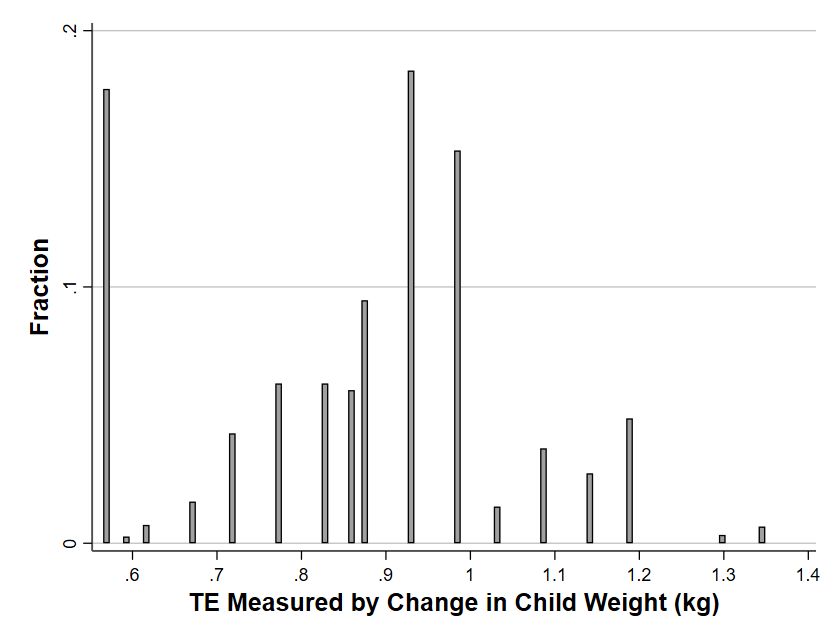 .2
.1
0
Fraction
.6 .7 .8 .9 1 1.1 1.2 1.3 1.4
TE Measured by Change in Child Weight (kg)